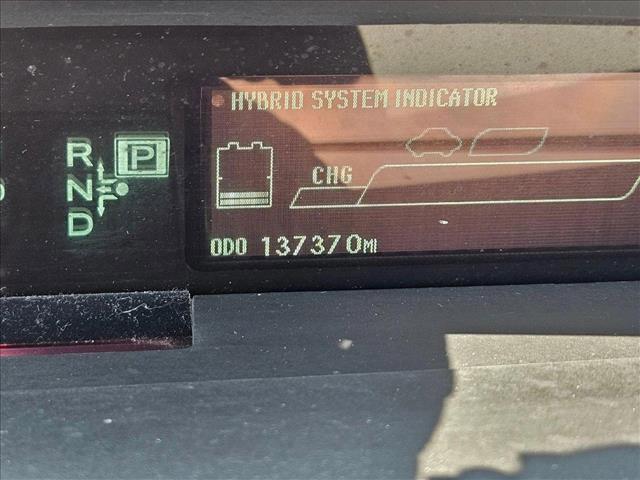 HYBRID SYSTEM INDICATOR
R P
N
D
CHG
ODO 137370MI